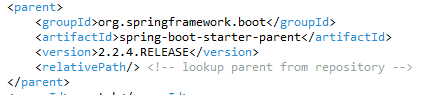 <parent>
    <groupId>org.springframework.boot</groupId>
    <artifactId>spring-boot-starter-parent</artifactId>
    <version>2.2.4.RELEASE</version>
    <relativePath/> <!-- lookup parent from repository -->
</parent>